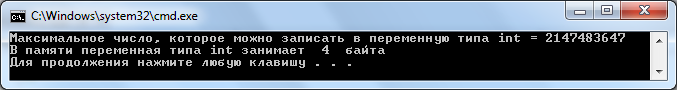 C:\Windows\system32\cmd.exe
Максимальное число, которое можно записать в переменную типа int = 2147483647
В памяти переменная типа int занимает  4  байта
Для продолжения нажмите любую клавишу . . .